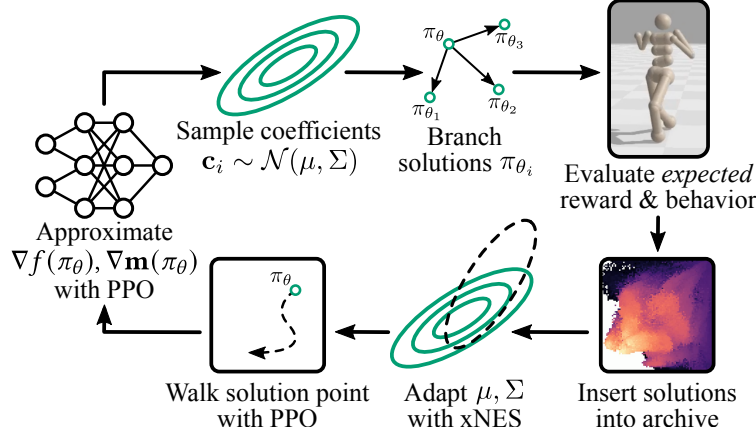 Approximate
∇f(π_θ), ∇m(π_θ)
with PPO
Sample coefficients
c_i ∼ 𝒩(μ, Σ)
π_θ
π_θ₃
π_θ₁
π_θ₂
Branch
solutions π_θᵢ
Evaluate expected
reward & behavior
Insert solutions
into archive
Adapt μ, Σ
with xNES
π_θ
Walk solution point
with PPO